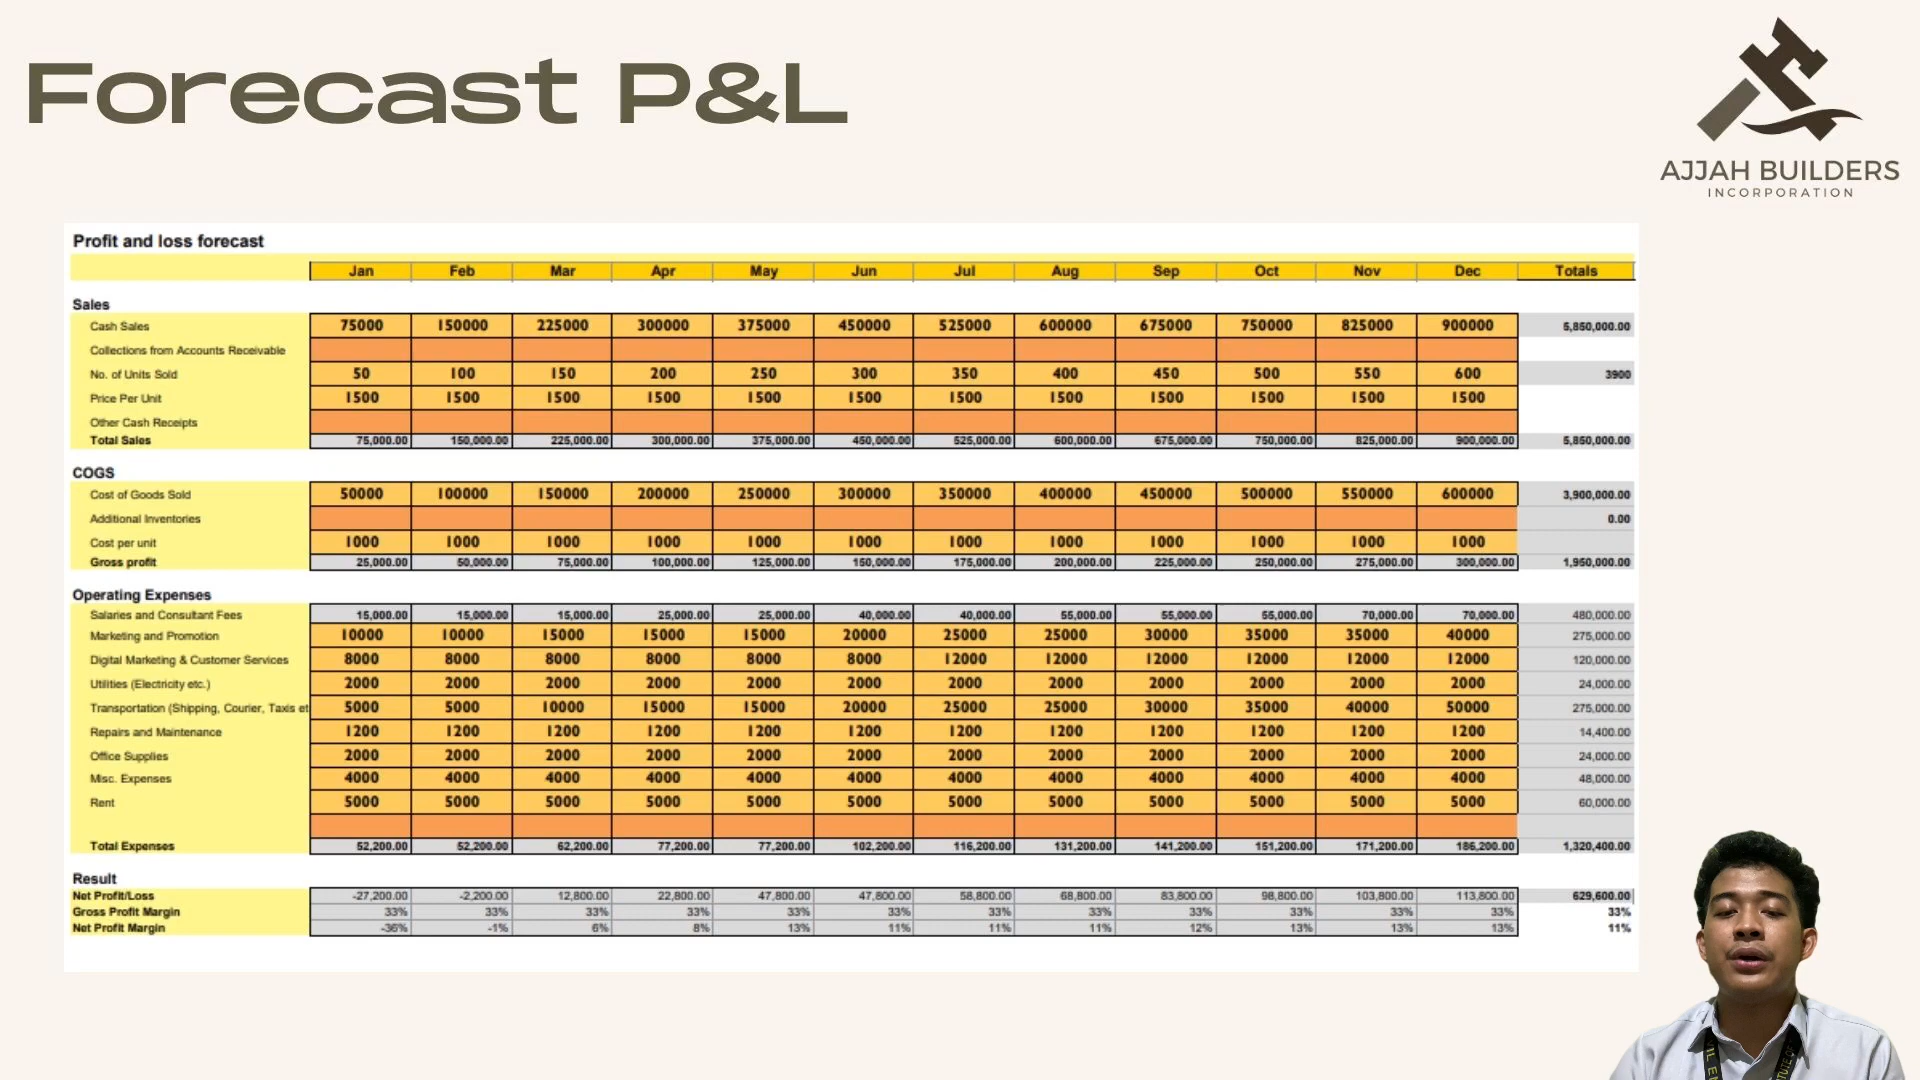 Forecast P&L
AJJAH BUILDERS
INCORPORATION
Profit and loss forecast
Jan Feb Mar Apr May Jun Jul Aug Sep Oct Nov Dec Totals
Sales
Cash Sales 75000 150000 225000 300000 375000 450000 525000 600000 675000 750000 825000 900000 5,850,000.00
Collections from Accounts Receivable
No. of Units Sold 50 100 150 200 250 300 350 400 450 500 550 600 3900
Price Per Unit 1500 1500 1500 1500 1500 1500 1500 1500 1500 1500 1500 1500
Other Cash Receipts
Total Sales 75,000.00 150,000.00 225,000.00 300,000.00 375,000.00 450,000.00 525,000.00 600,000.00 675,000.00 750,000.00 825,000.00 900,000.00 5,850,000.00
COGS
Cost of Goods Sold 50000 100000 150000 200000 250000 300000 350000 400000 450000 500000 550000 600000 3,900,000.00
Additional Inventories 0.00
Cost per unit 1000 1000 1000 1000 1000 1000 1000 1000 1000 1000 1000 1000
Gross profit 25,000.00 50,000.00 75,000.00 100,000.00 125,000.00 150,000.00 175,000.00 200,000.00 225,000.00 250,000.00 275,000.00 300,000.00 1,950,000.00
Operating Expenses
Salaries and Consultant Fees 15,000.00 15,000.00 15,000.00 25,000.00 25,000.00 40,000.00 40,000.00 55,000.00 55,000.00 55,000.00 70,000.00 70,000.00 480,000.00
Marketing and Promotion 10000 10000 15000 15000 15000 20000 25000 25000 30000 35000 35000 40000 275,000.00
Digital Marketing & Customer Services 8000 8000 8000 8000 8000 8000 12000 12000 12000 12000 12000 12000 120,000.00
Utilities (Electricity etc.) 2000 2000 2000 2000 2000 2000 2000 2000 2000 2000 2000 2000 24,000.00
Transportation (Shipping, Courier, Taxis et 5000 5000 10000 15000 15000 20000 25000 25000 30000 35000 40000 50000 275,000.00
Repairs and Maintenance 1200 1200 1200 1200 1200 1200 1200 1200 1200 1200 1200 1200 14,400.00
Office Supplies 2000 2000 2000 2000 2000 2000 2000 2000 2000 2000 2000 2000 24,000.00
Misc. Expenses 4000 4000 4000 4000 4000 4000 4000 4000 4000 4000 4000 4000 48,000.00
Rent 5000 5000 5000 5000 5000 5000 5000 5000 5000 5000 5000 5000 60,000.00
Total Expenses 52,200.00 52,200.00 62,200.00 77,200.00 77,200.00 102,200.00 116,200.00 131,200.00 141,200.00 151,200.00 171,200.00 186,200.00 1,320,400.00
Result
Net Profit/Loss -27,200.00 -2,200.00 12,800.00 22,800.00 47,800.00 47,800.00 58,800.00 68,800.00 83,800.00 98,800.00 103,800.00 113,800.00 629,600.00
Gross Profit Margin 33% 33% 33% 33% 33% 33% 33% 33% 33% 33% 33% 33% 33%
Net Profit Margin -36% -1% 6% 8% 13% 11% 11% 11% 12% 13% 13% 13% 11%